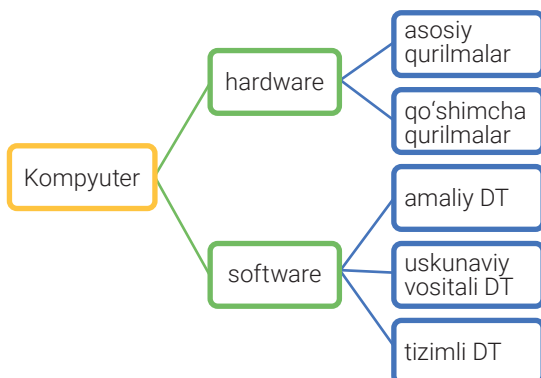 Kompyuter
hardware
asosiy
qurilmalar
qo‘shimcha
qurilmalar
software
amaliy DT
uskunaviy
vositali DT
tizimli DT